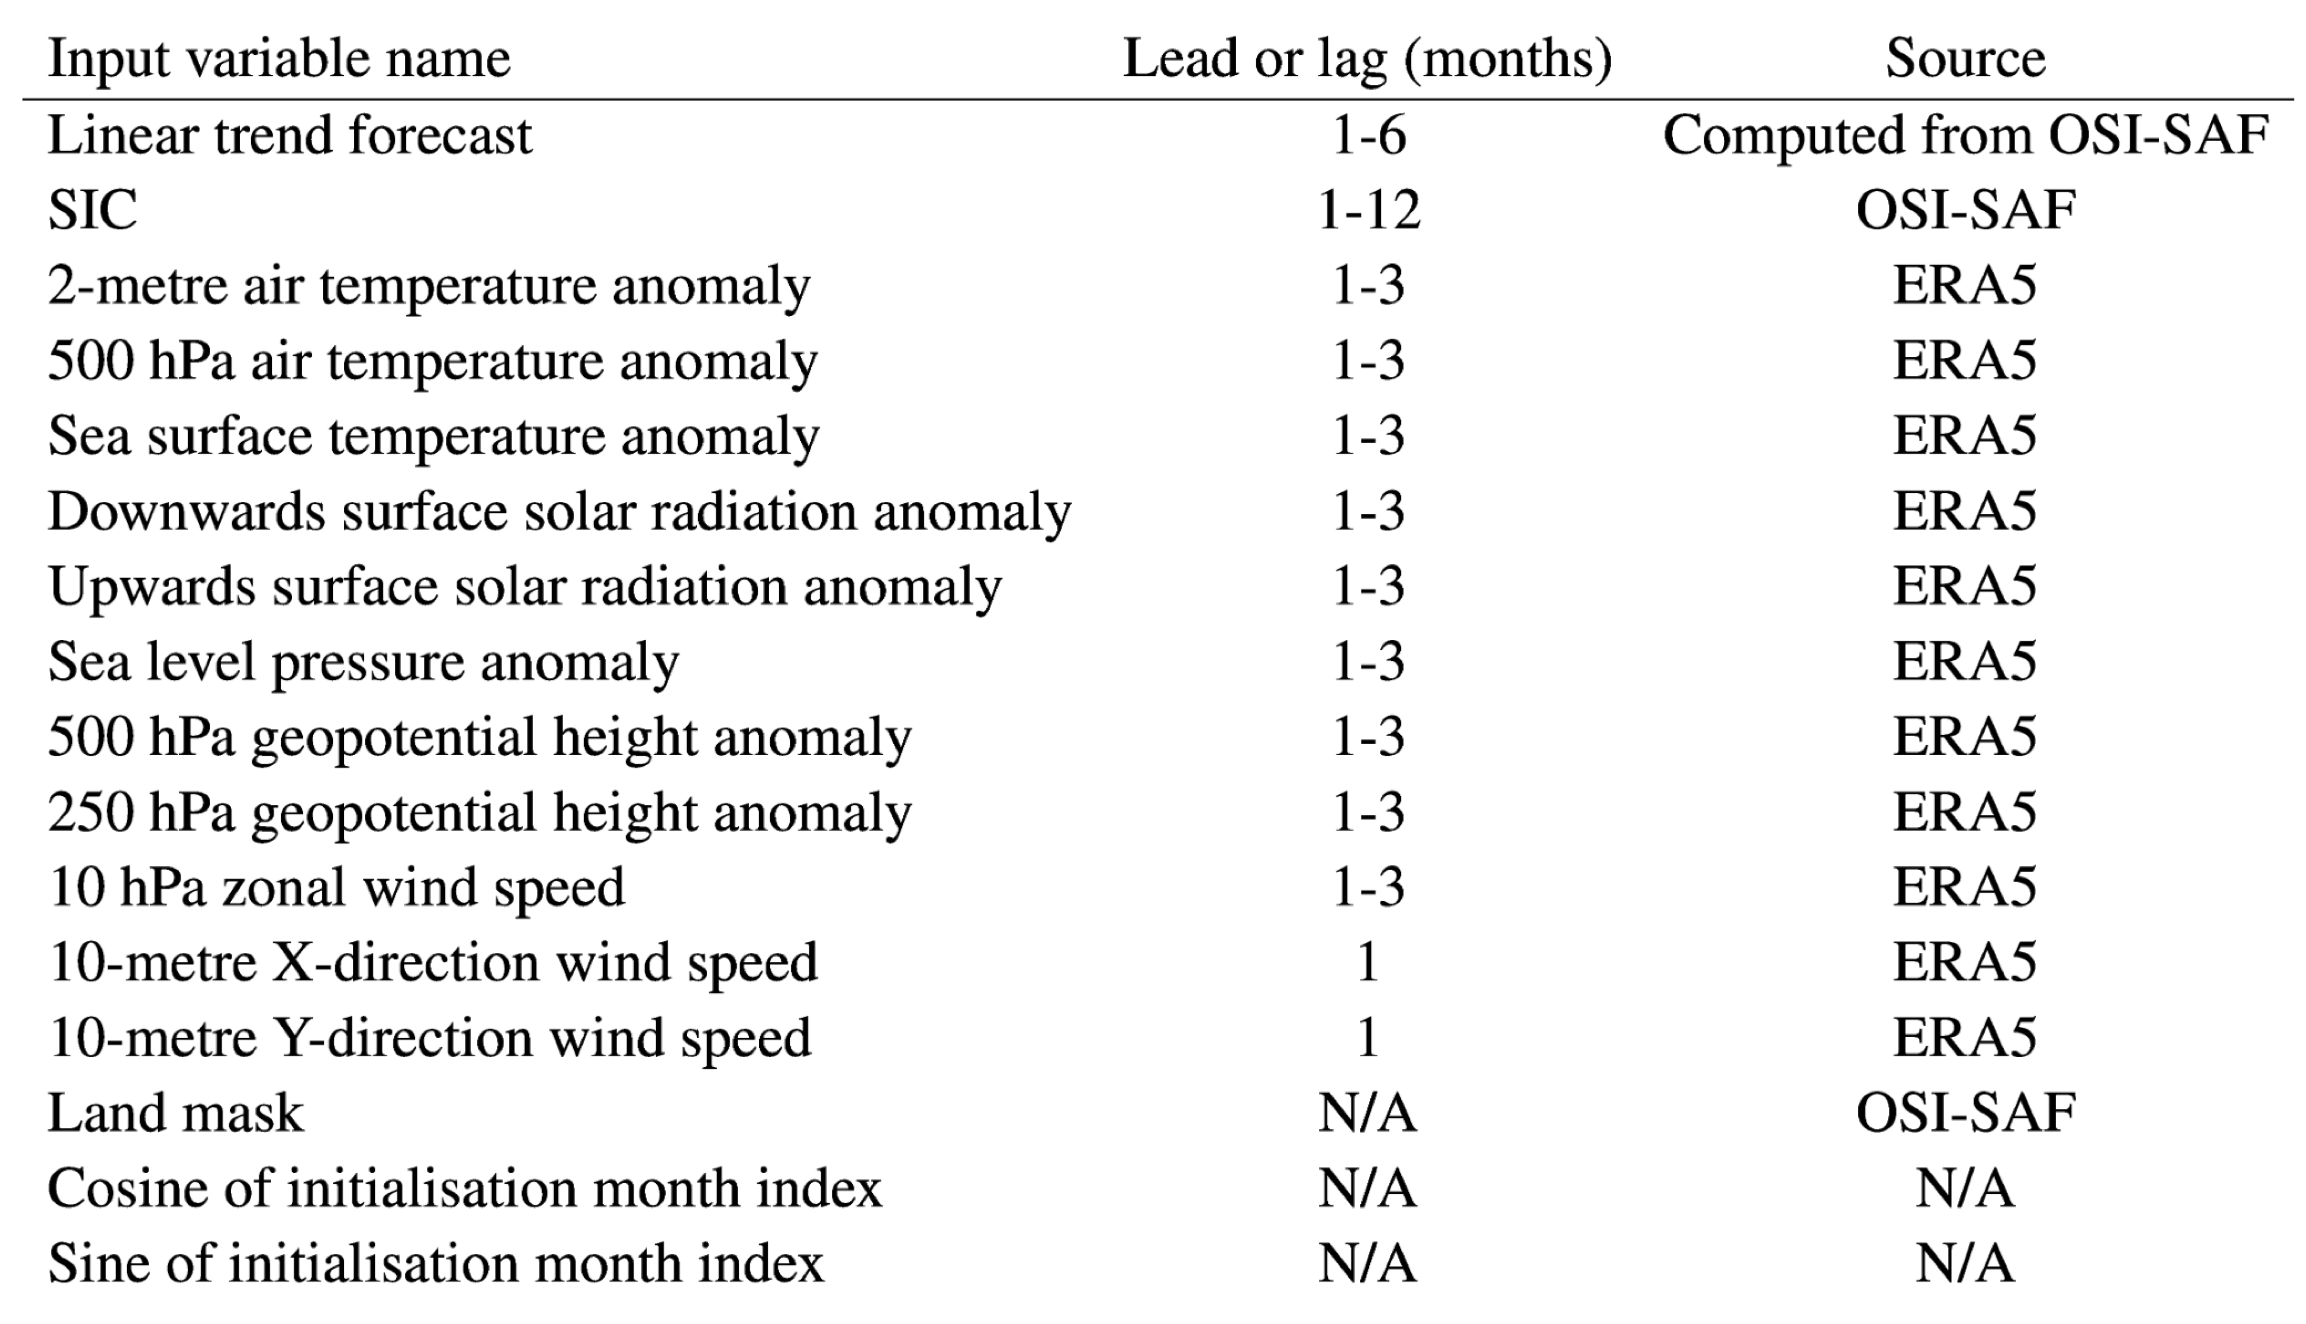 Input variable name Lead or lag (months) Source
Linear trend forecast 1-6 Computed from OSI-SAF
SIC 1-12 OSI-SAF
2-metre air temperature anomaly 1-3 ERA5
500 hPa air temperature anomaly 1-3 ERA5
Sea surface temperature anomaly 1-3 ERA5
Downwards surface solar radiation anomaly 1-3 ERA5
Upwards surface solar radiation anomaly 1-3 ERA5
Sea level pressure anomaly 1-3 ERA5
500 hPa geopotential height anomaly 1-3 ERA5
250 hPa geopotential height anomaly 1-3 ERA5
10 hPa zonal wind speed 1-3 ERA5
10-metre X-direction wind speed 1 ERA5
10-metre Y-direction wind speed 1 ERA5
Land mask N/A OSI-SAF
Cosine of initialisation month index N/A N/A
Sine of initialisation month index N/A N/A